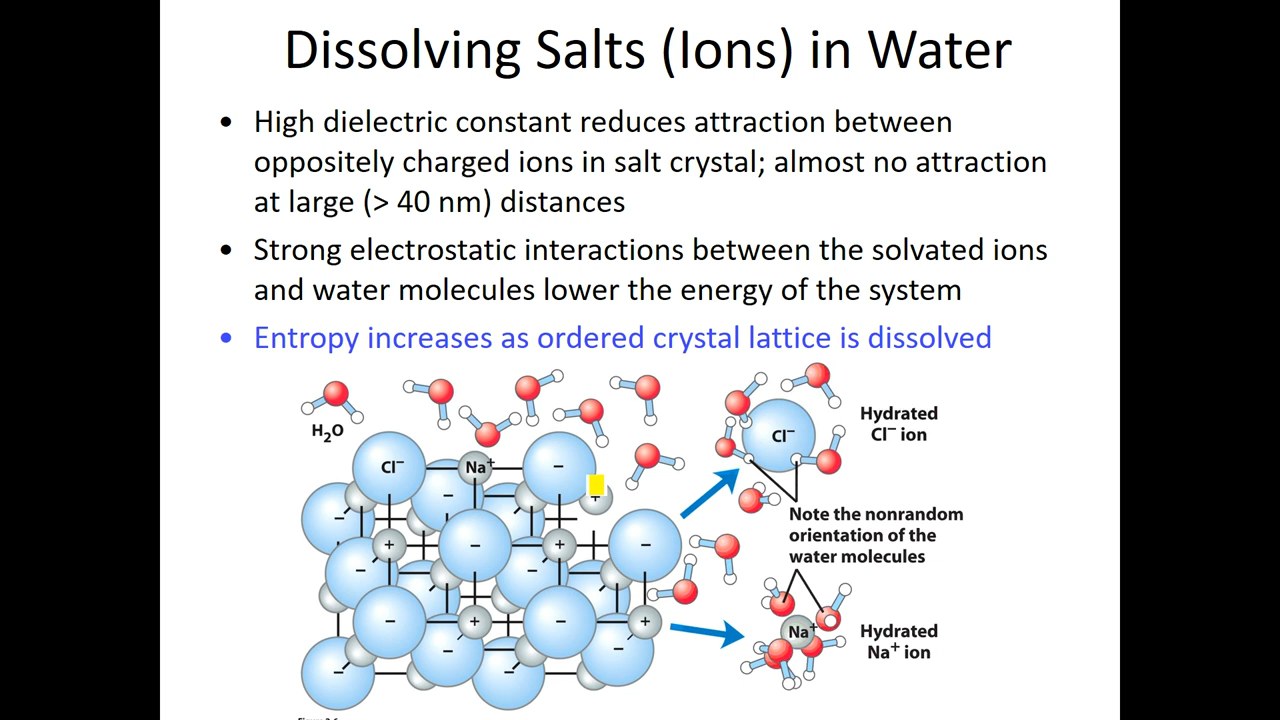 Dissolving Salts (Ions) in Water
• High dielectric constant reduces attraction between
oppositely charged ions in salt crystal; almost no attraction
at large (> 40 nm) distances
• Strong electrostatic interactions between the solvated ions
and water molecules lower the energy of the system
• Entropy increases as ordered crystal lattice is dissolved
H₂O
Cl⁻
Na⁺
−
+
−
−
−
+
−
+
−
−
−
−
+
−
+
−
−
−
−
Cl⁻
Hydrated
Cl⁻ ion
Note the nonrandom
orientation of the
water molecules
Na⁺
Hydrated
Na⁺ ion